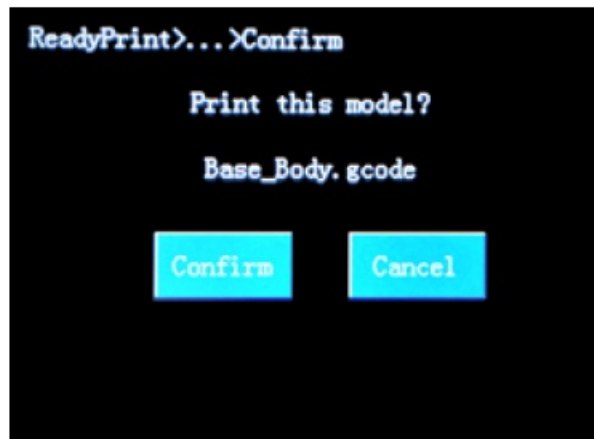 ReadyPrint>...>Confirm
Print this model?
Base_Body.gcode
Confirm Cancel